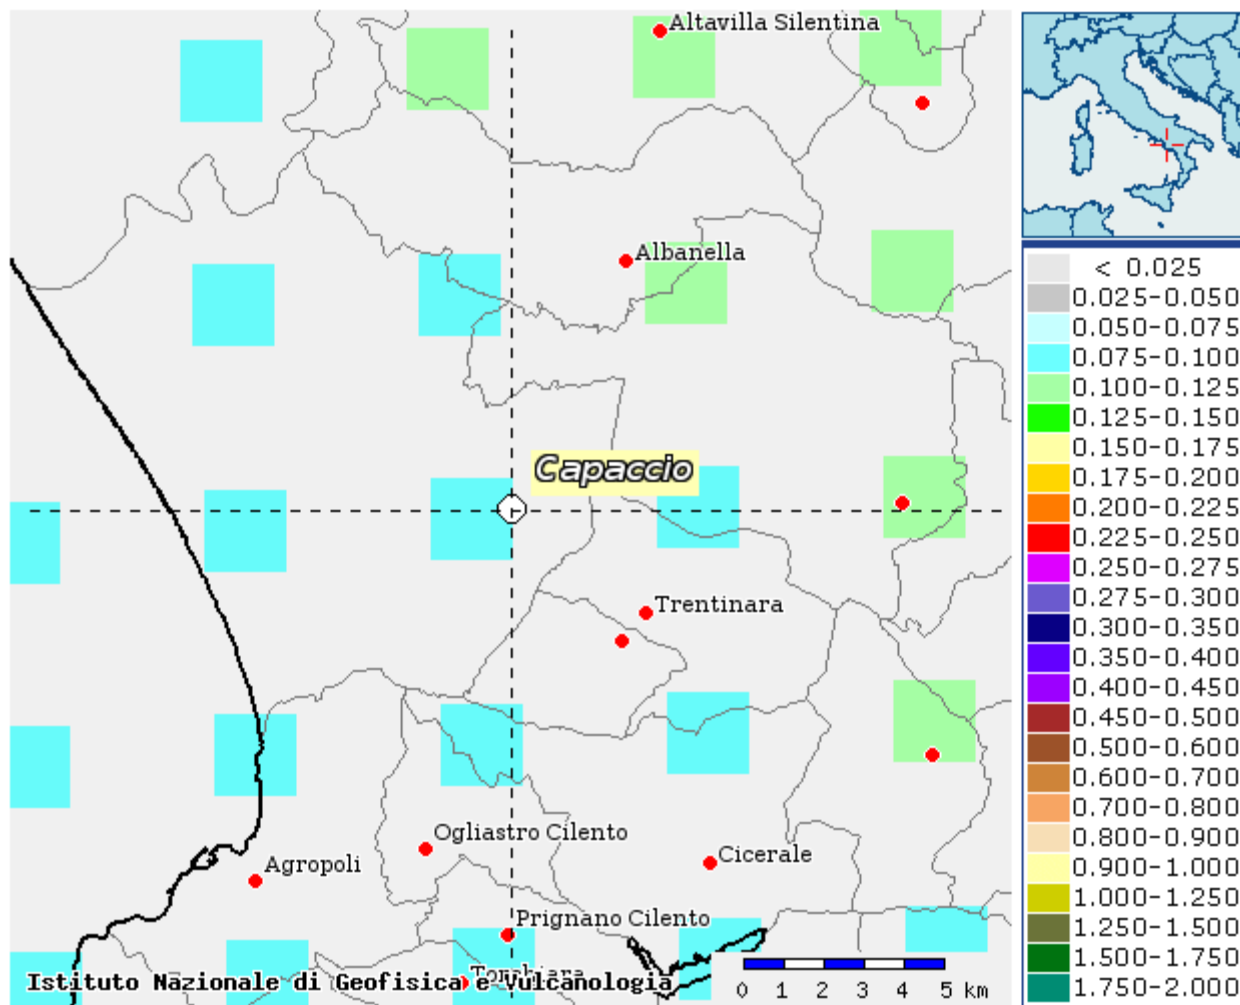 Altavilla Silentina
Albanella
Capaccio
Trentinara
Ogliastro Cilento
Agropoli
Cicerale
Prignano Cilento
Torchiara
Istituto Nazionale di Geofisica e Vulcanologia
0 1 2 3 4 5 km
< 0.025
0.025-0.050
0.050-0.075
0.075-0.100
0.100-0.125
0.125-0.150
0.150-0.175
0.175-0.200
0.200-0.225
0.225-0.250
0.250-0.275
0.275-0.300
0.300-0.350
0.350-0.400
0.400-0.450
0.450-0.500
0.500-0.600
0.600-0.700
0.700-0.800
0.800-0.900
0.900-1.000
1.000-1.250
1.250-1.500
1.500-1.750
1.750-2.000